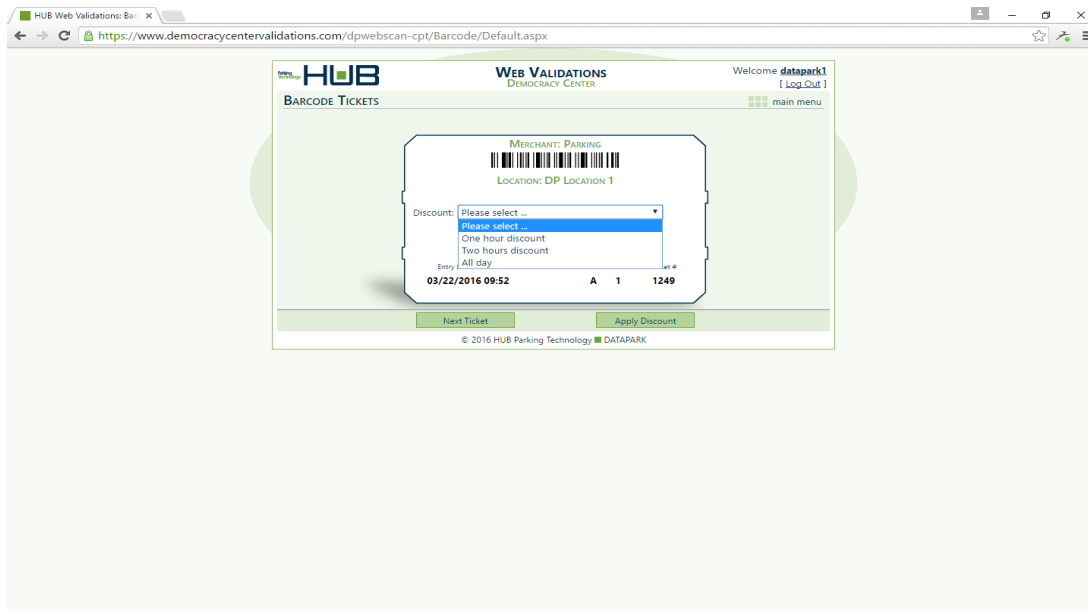 HUB Web Validations: Bar
https://www.democracycentervalidations.com/dpwebscan-cpt/Barcode/Default.aspx
Parking Technology HUB
WEB VALIDATIONS
DEMOCRACY CENTER
Welcome datapark1
[ Log Out ]
BARCODE TICKETS
main menu
MERCHANT: PARKING
LOCATION: DP LOCATION 1
Discount: Please select ...
Please select ...
One hour discount
Two hours discount
All day
Entry
et #
03/22/2016 09:52 A 1 1249
Next Ticket Apply Discount
© 2016 HUB Parking Technology DATAPARK